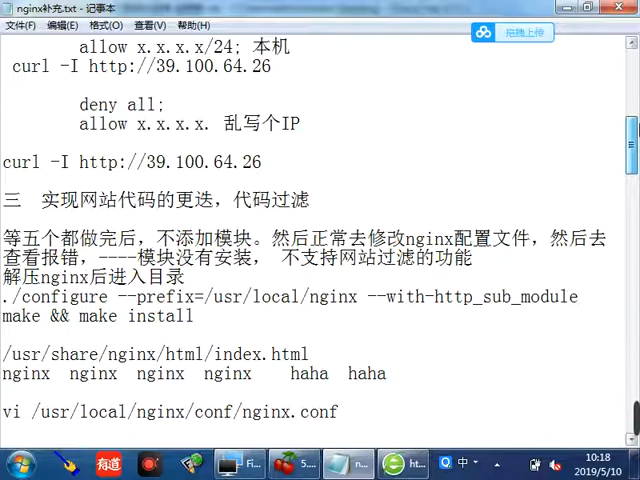 nginx补充.txt - 记事本
文件(F) 编辑(E) 格式(O) 查看(V) 帮助(H)
拖拽上传
allow x.x.x.x/24; 本机
curl -I http://39.100.64.26
deny all;
allow x.x.x.x. 乱写个IP
curl -I http://39.100.64.26
三 实现网站代码的更迭，代码过滤
等五个都做完后，不添加模块。然后正常去修改nginx配置文件，然后去
查看报错，----模块没有安装， 不支持网站过滤的功能
解压nginx后进入目录
./configure --prefix=/usr/local/nginx --with-http_sub_module
make && make install
/usr/share/nginx/html/index.html
nginx nginx nginx nginx haha haha
vi /usr/local/nginx/conf/nginx.conf
有道
Fi...
5....
n...
ht...
中
10:18
2019/5/10